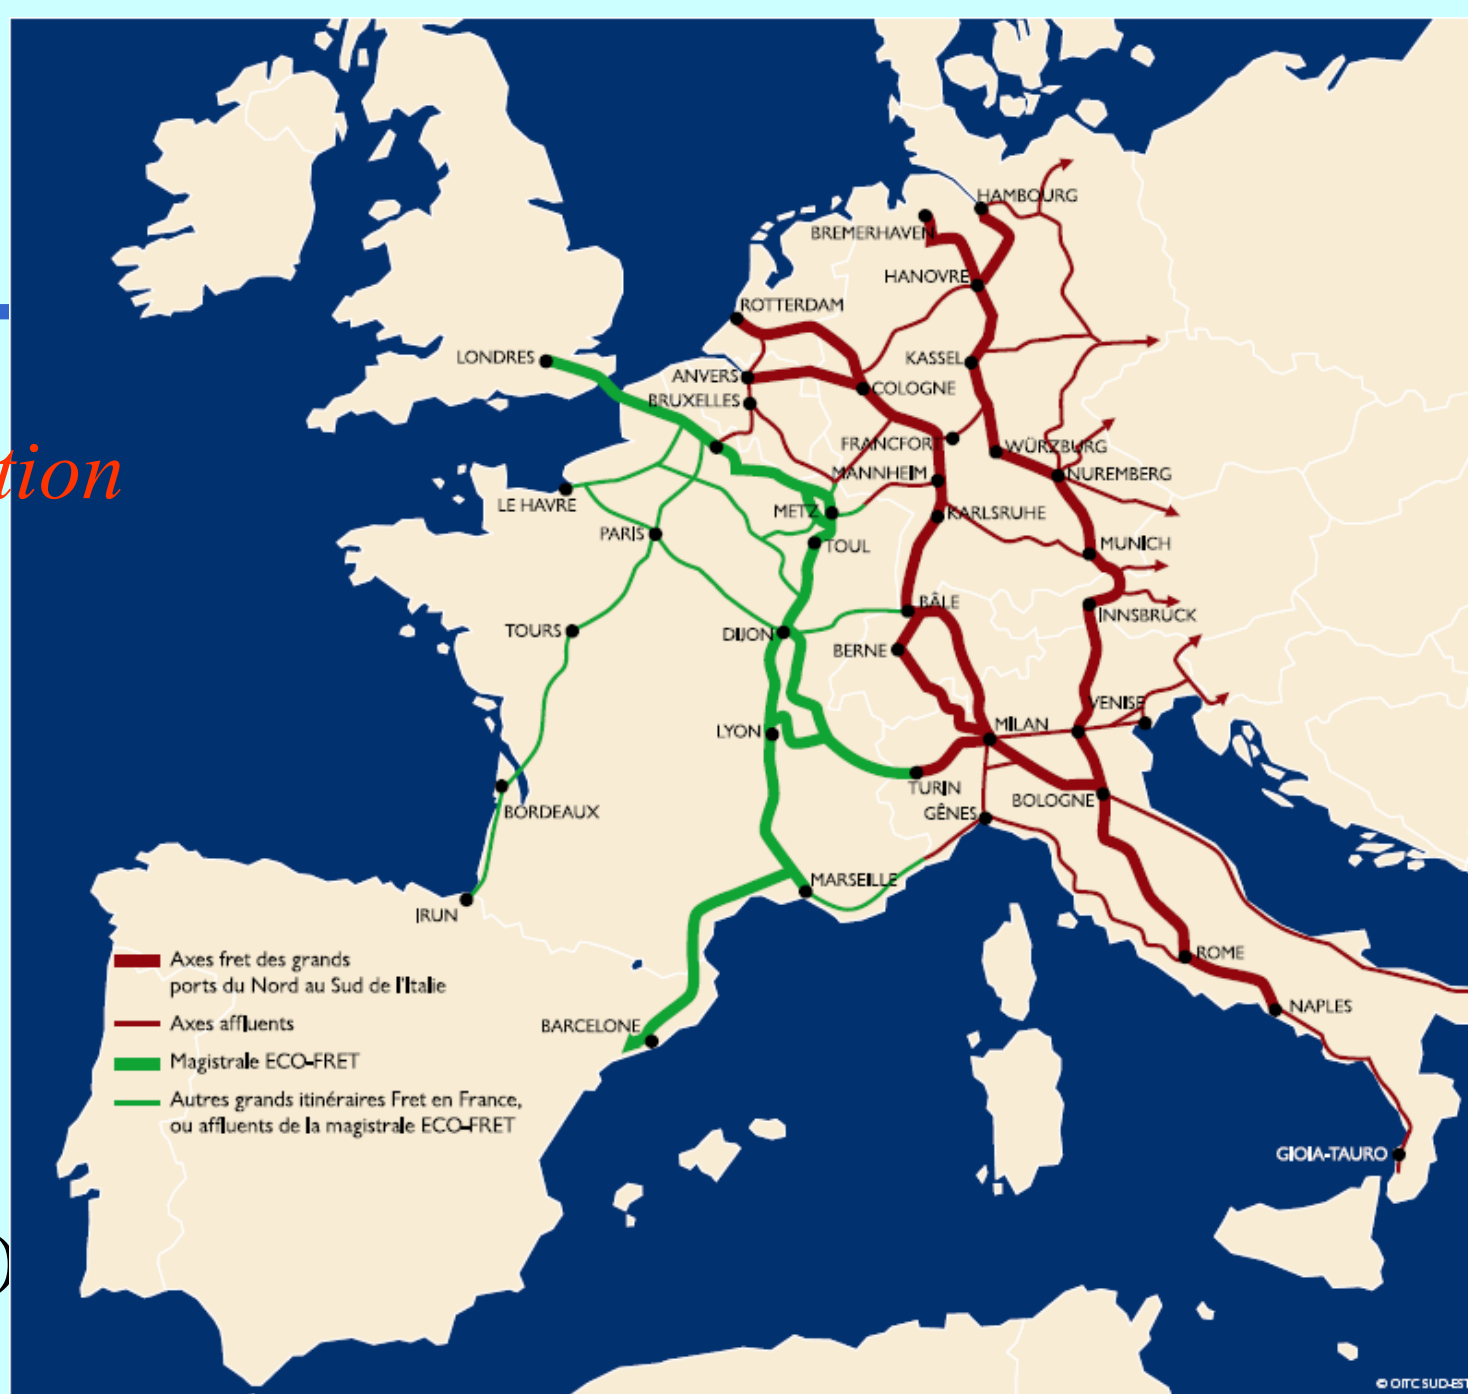 HAMBOURG
BREMERHAVEN
HANOVRE
ROTTERDAM
LONDRES
KASSEL
ANVERS
COLOGNE
BRUXELLES
tion
FRANCFOR
WÜRZBURG
MANNHEIM
NUREMBERG
LE HAVRE
METZ
KARLSRUHE
PARIS
TOUL
MUNICH
BÂLE
INNSBRUCK
TOURS
DIJON
BERNE
VENISE
LYON
MILAN
TURIN
BOLOGNE
BORDEAUX
GÊNES
MARSEILLE
IRUN
ROME
Axes fret des grands
ports du Nord au Sud de l'Italie
NAPLES
Axes affluents
BARCELONE
Magistrale ECO-FRET
Autres grands itinéraires Fret en France,
ou affluents de la magistrale ECO-FRET
GIOIA-TAURO
)
© OITC SUD-EST